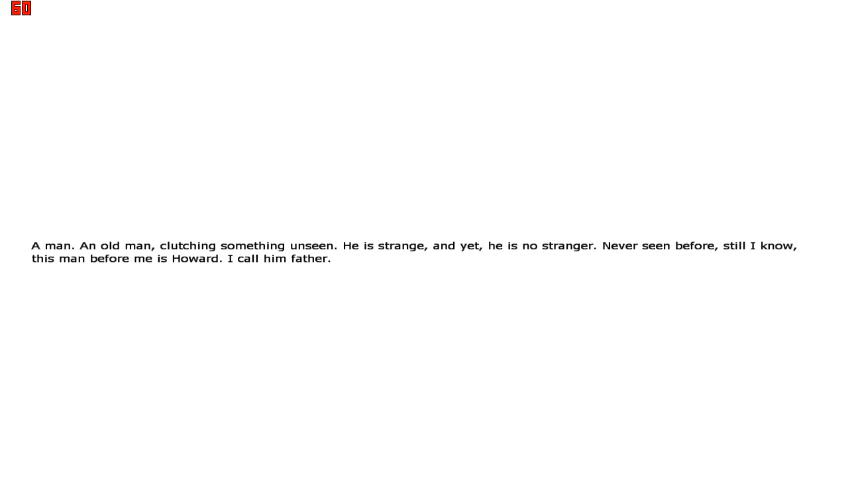 60
A man. An old man, clutching something unseen. He is strange, and yet, he is no stranger. Never seen before, still I know,
this man before me is Howard. I call him father.